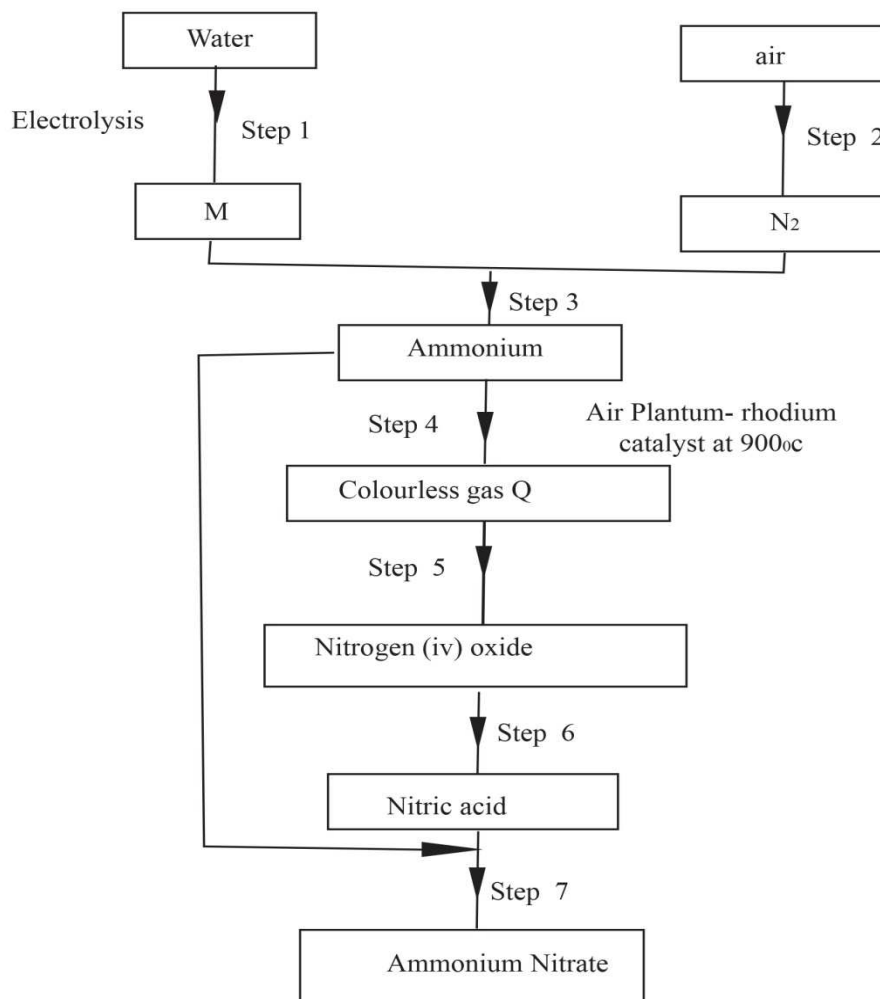 Water
air
Electrolysis
Step 1
Step 2
M
N2
Step 3
Ammonium
Step 4
Air Plantum- rhodium
catalyst at 9000c
Colourless gas Q
Step 5
Nitrogen (iv) oxide
Step 6
Nitric acid
Step 7
Ammonium Nitrate